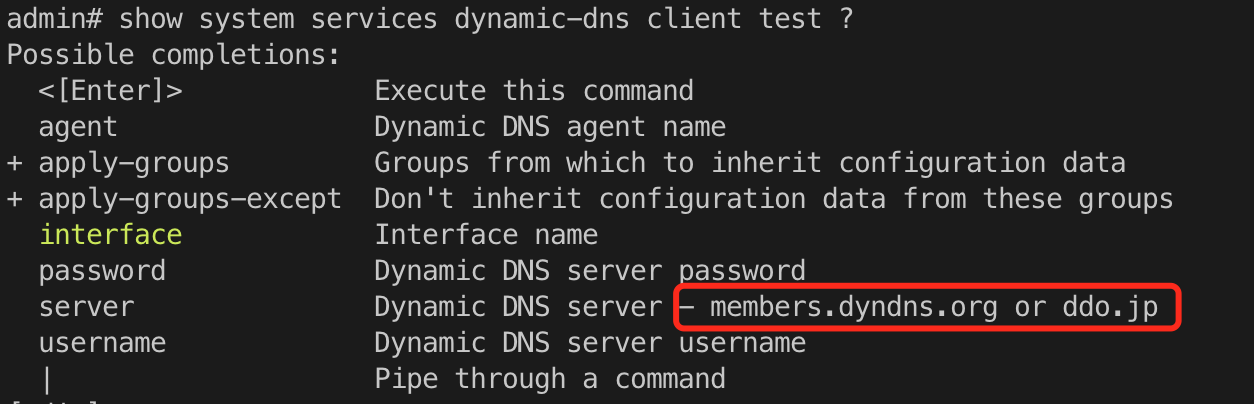 admin# show system services dynamic-dns client test ?
Possible completions:
<[Enter]> Execute this command
agent Dynamic DNS agent name
+ apply-groups Groups from which to inherit configuration data
+ apply-groups-except Don't inherit configuration data from these groups
interface Interface name
password Dynamic DNS server password
server Dynamic DNS server - members.dyndns.org or ddo.jp
username Dynamic DNS server username
| Pipe through a command